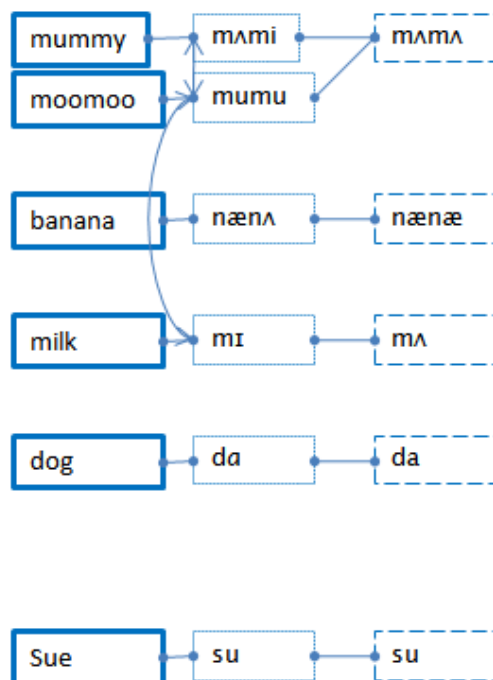 mummy mʌmi mʌmʌ
moomoo mumu
banana nænʌ nænæ
milk mɪ mʌ
dog dɑ da
Sue su su